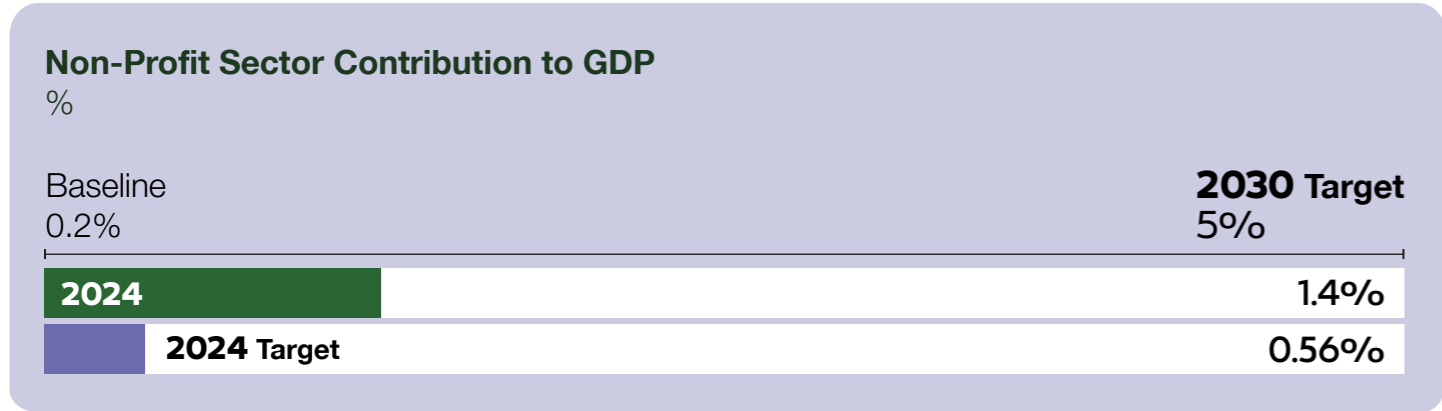 Non-Profit Sector Contribution to GDP
%
Baseline
0.2%
2030 Target
5%
2024
1.4%
2024 Target
0.56%